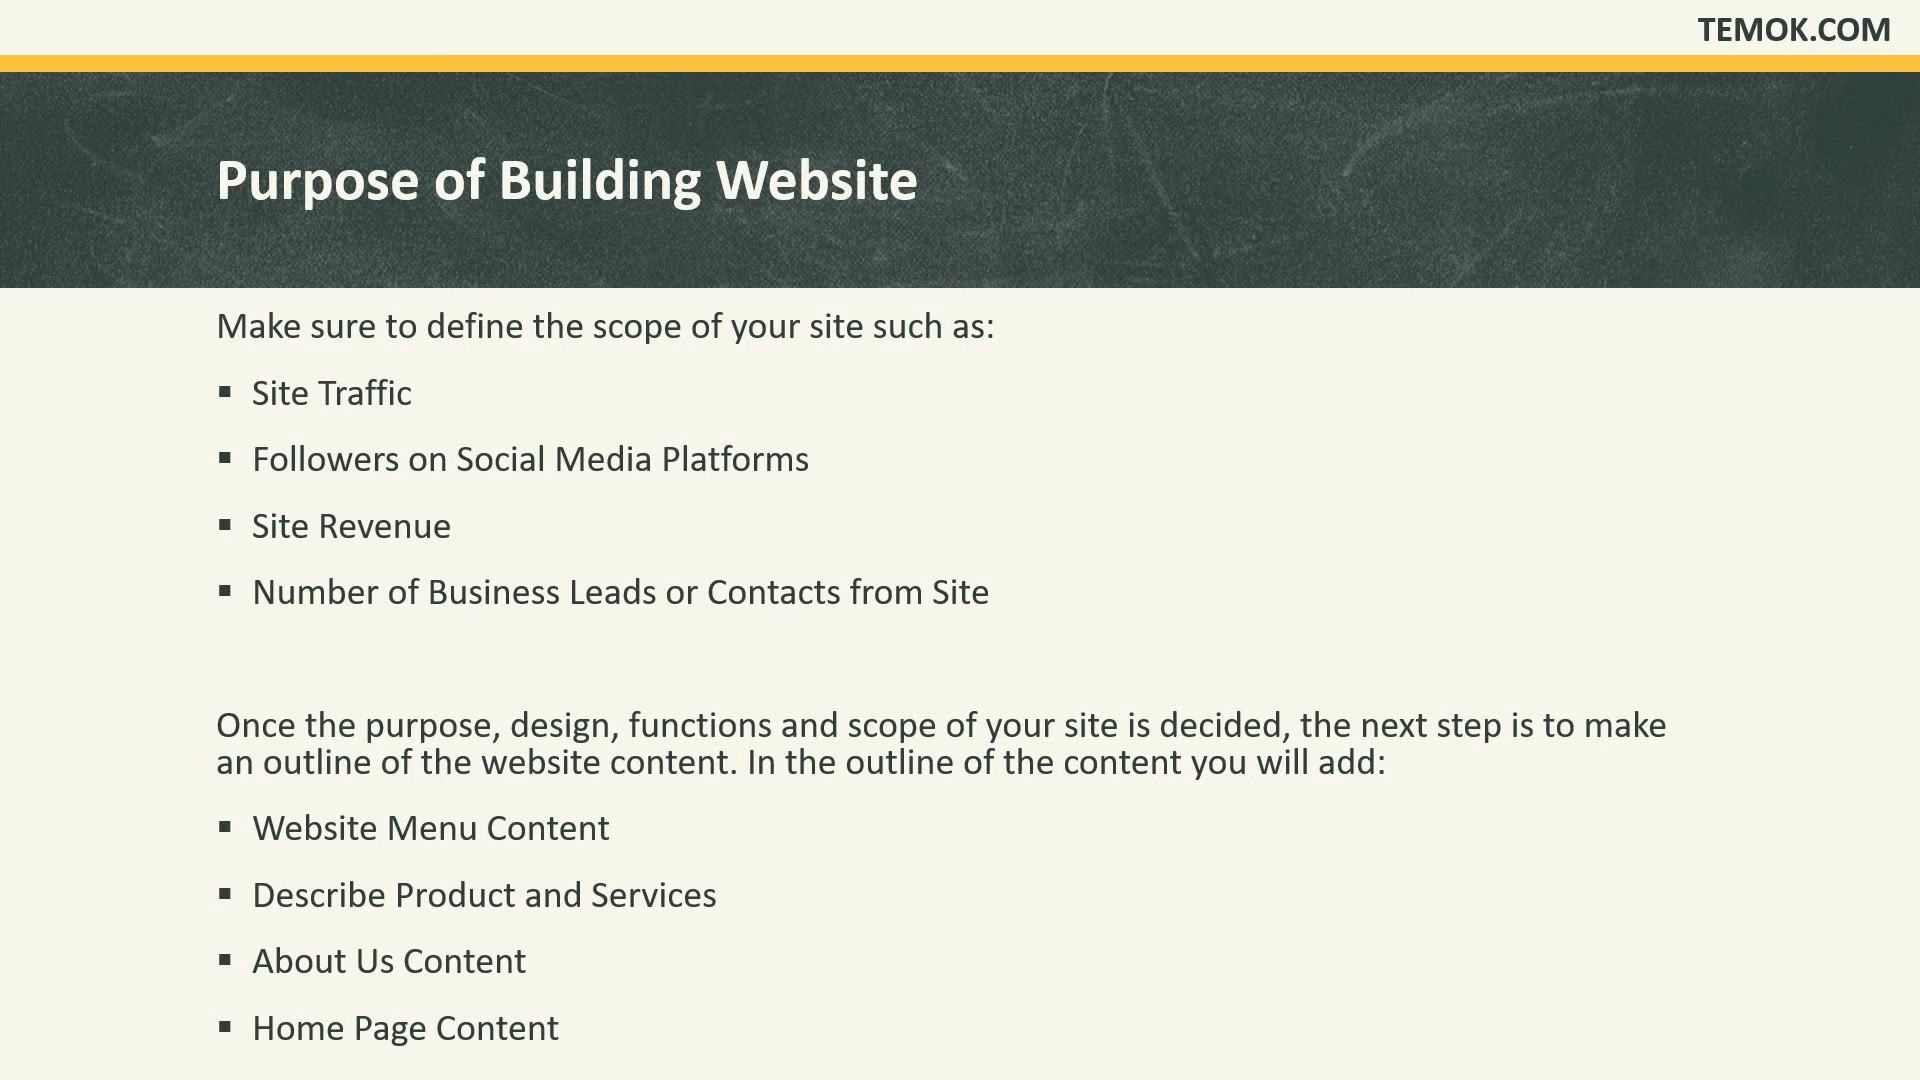 TEMOK.COM
Purpose of Building Website
Make sure to define the scope of your site such as:
▪ Site Traffic
▪ Followers on Social Media Platforms
▪ Site Revenue
▪ Number of Business Leads or Contacts from Site
Once the purpose, design, functions and scope of your site is decided, the next step is to make
an outline of the website content. In the outline of the content you will add:
▪ Website Menu Content
▪ Describe Product and Services
▪ About Us Content
▪ Home Page Content